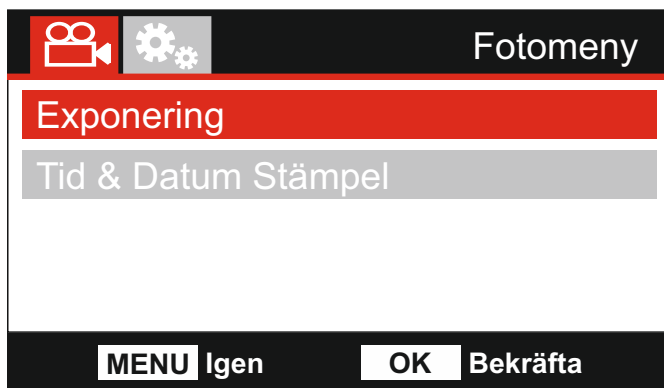 Fotomeny
Exponering
Tid & Datum Stämpel
MENU Igen OK Bekräfta